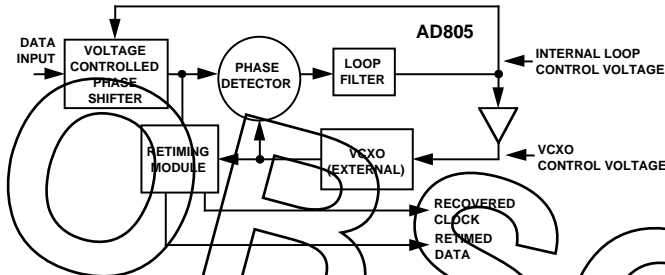 AD805
DATA
INPUT
VOLTAGE
CONTROLLED
PHASE
SHIFTER
PHASE
DETECTOR
LOOP
FILTER
INTERNAL LOOP
CONTROL VOLTAGE
RETIMING
MODULE
VCXO
(EXTERNAL)
VCXO
CONTROL VOLTAGE
RECOVERED
CLOCK
RETIMED
DATA
OBSO